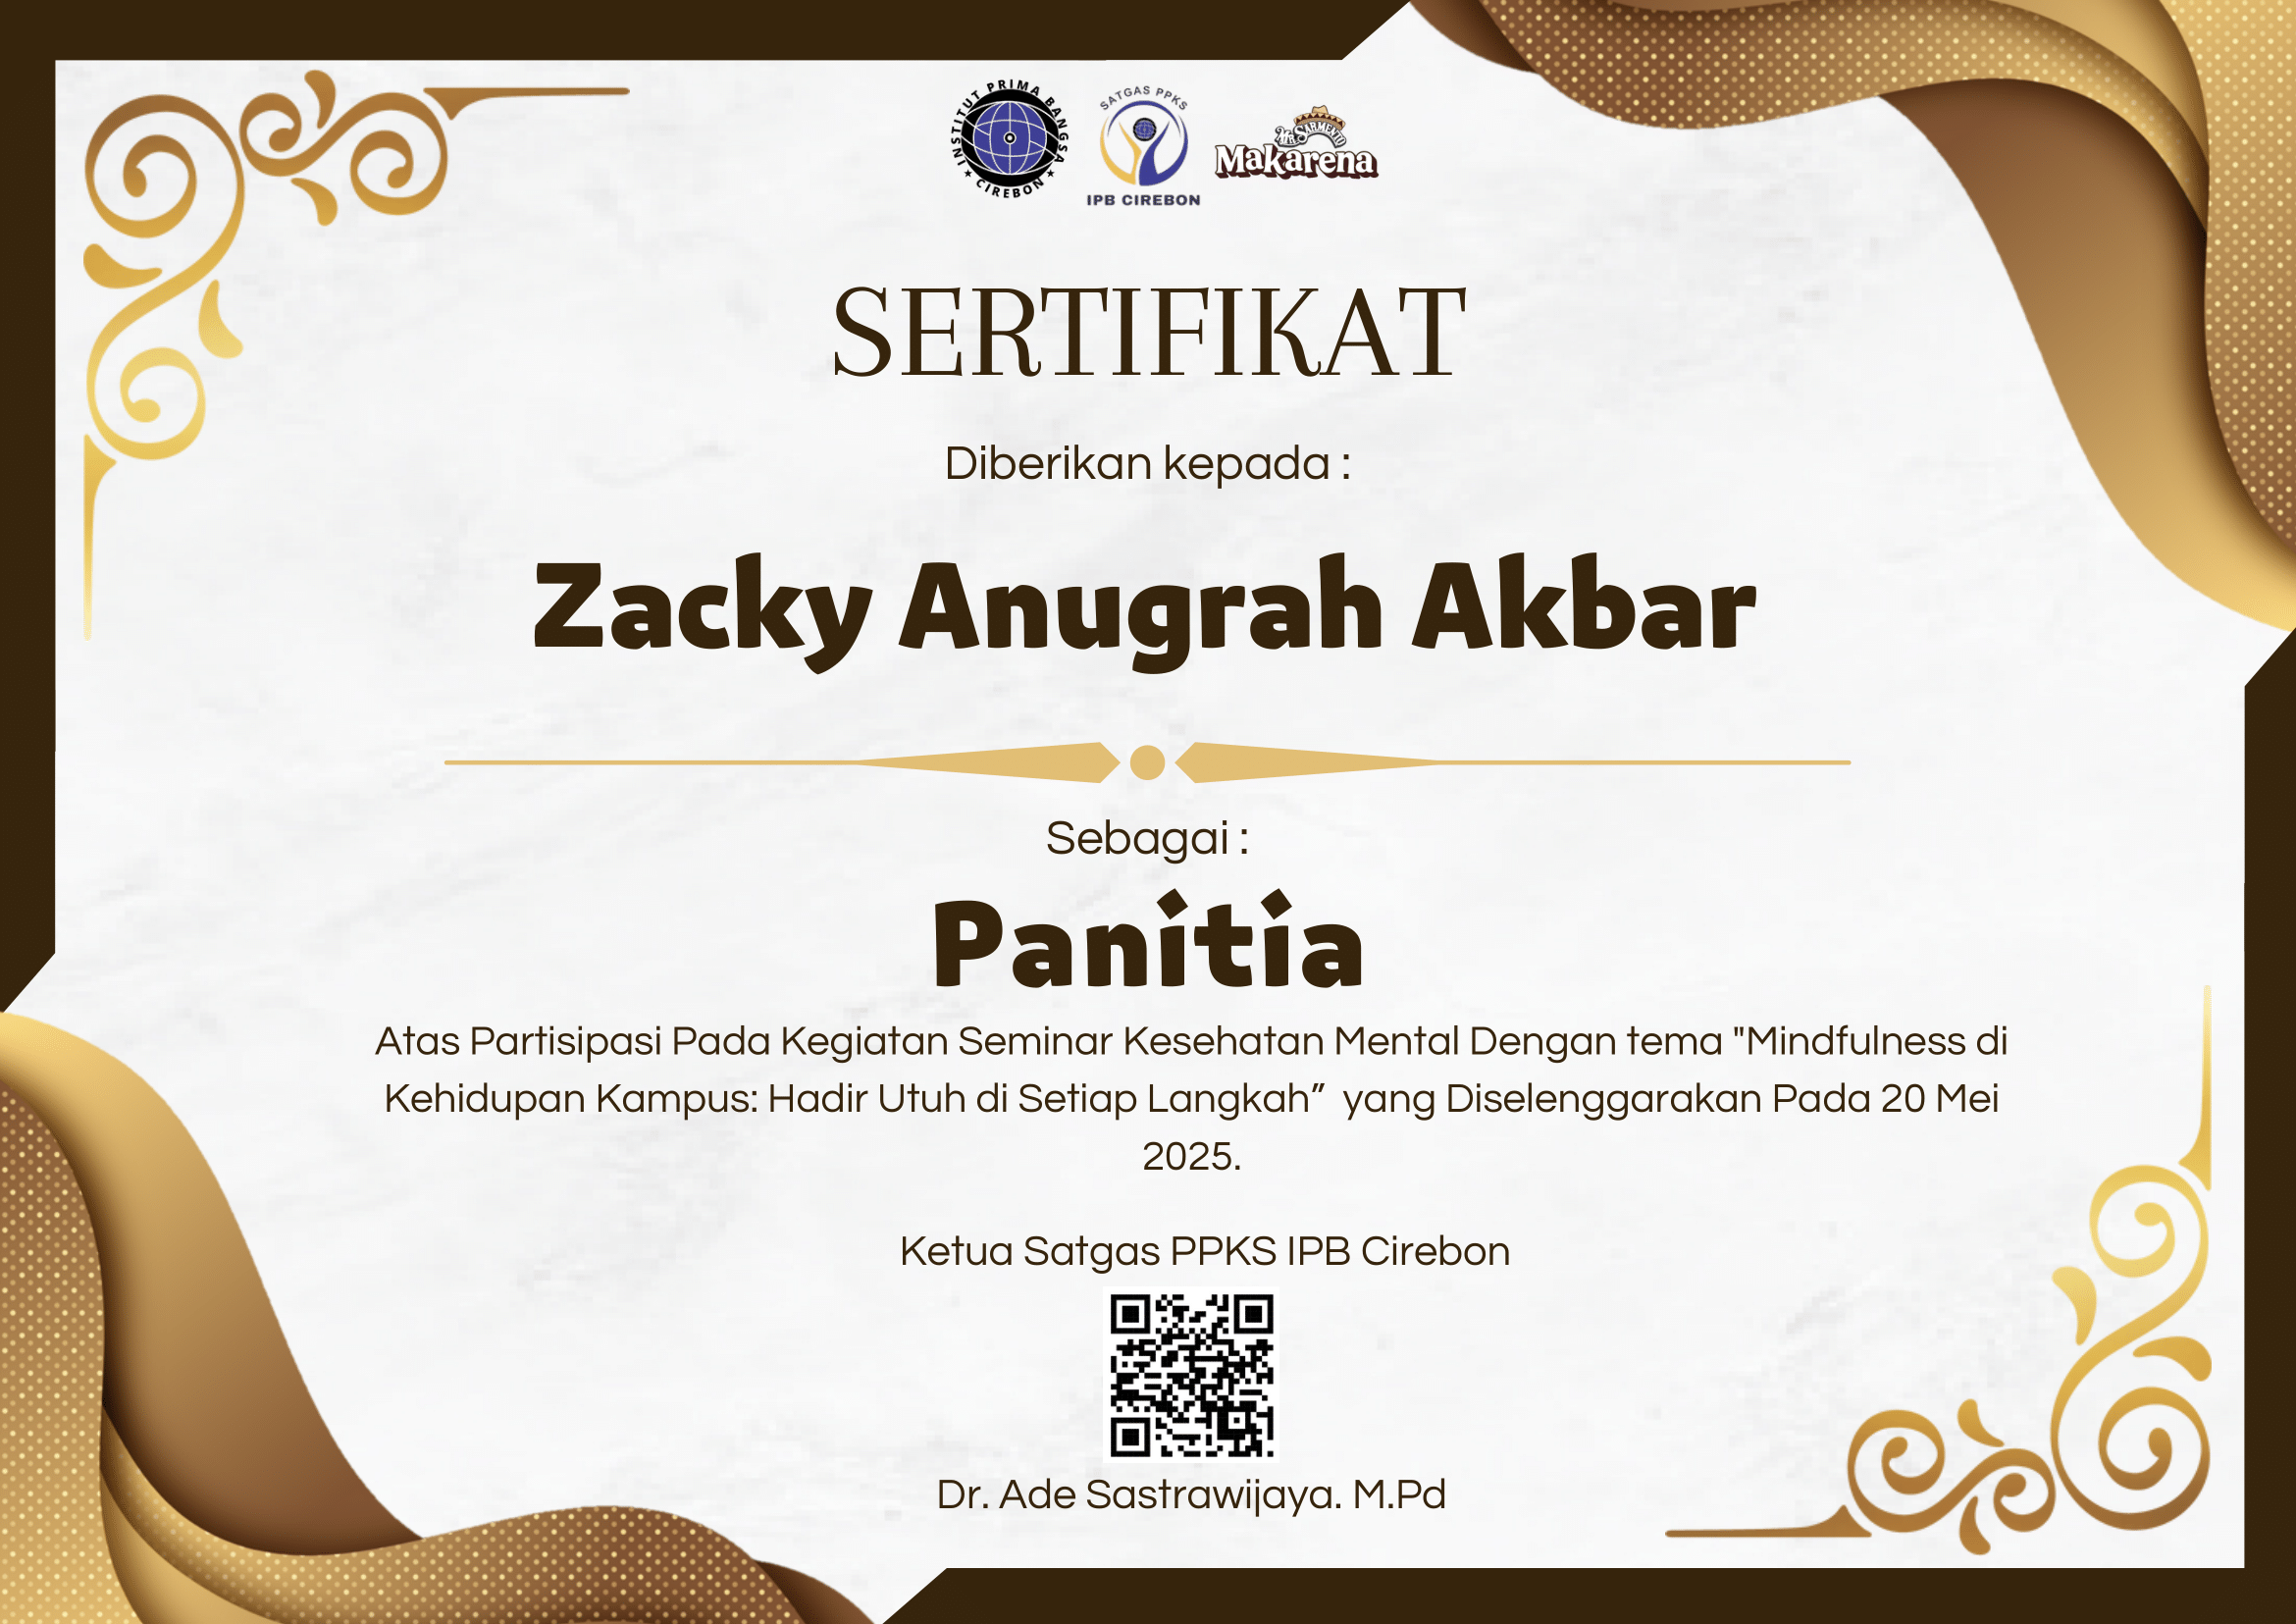 INSTITUT PRIMA BANGSA
★ CIREBON ★
SATGAS PPKS
IPB CIREBON
Mr. SARMENTO
Makarena
SERTIFIKAT
Diberikan kepada :
Zacky Anugrah Akbar
Sebagai :
Panitia
Atas Partisipasi Pada Kegiatan Seminar Kesehatan Mental Dengan tema "Mindfulness di
Kehidupan Kampus: Hadir Utuh di Setiap Langkah” yang Diselenggarakan Pada 20 Mei
2025.
Ketua Satgas PPKS IPB Cirebon
Dr. Ade Sastrawijaya. M.Pd